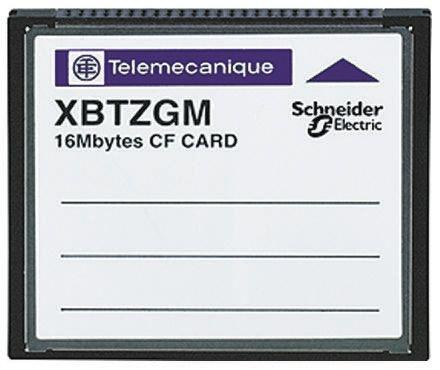 Telemecanique
XBTZGM
Schneider
Electric
16Mbytes CF CARD